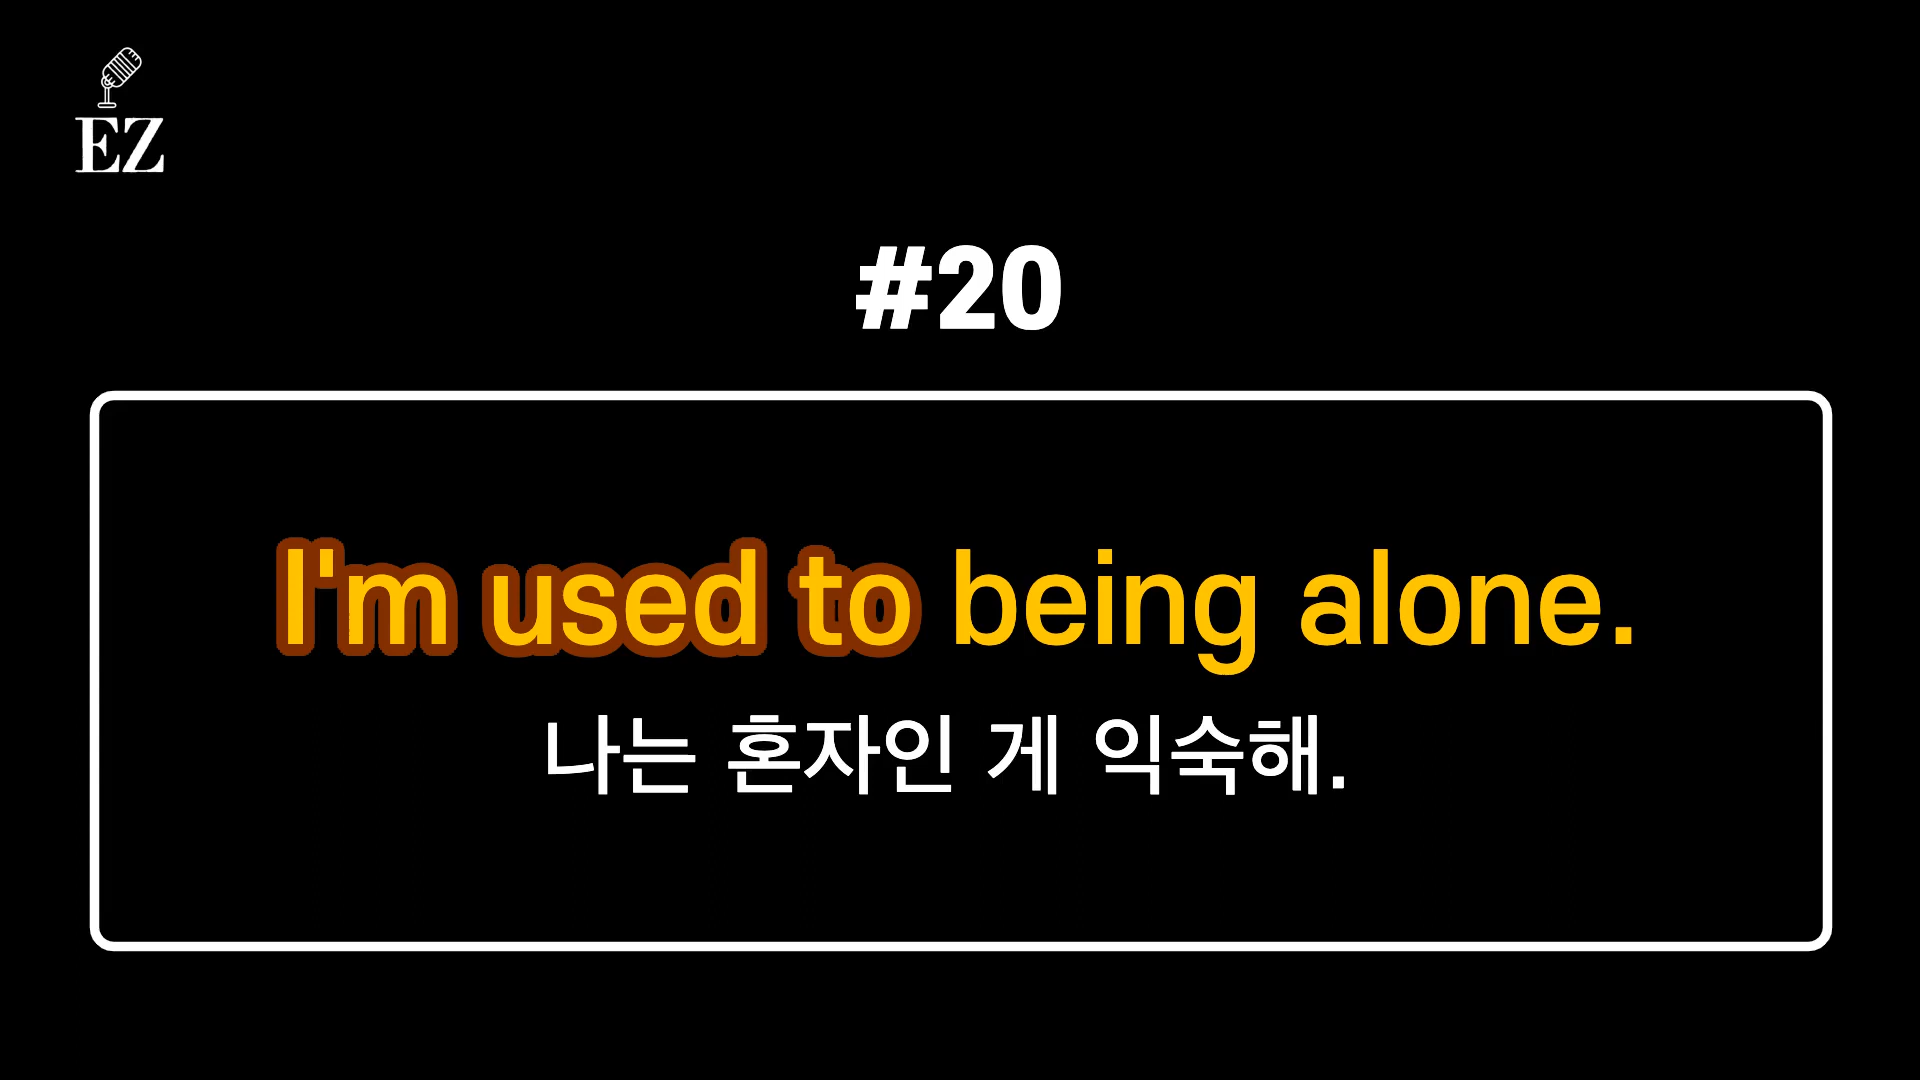 EZ
#20
I'm used to being alone.
나는 혼자인 게 익숙해.